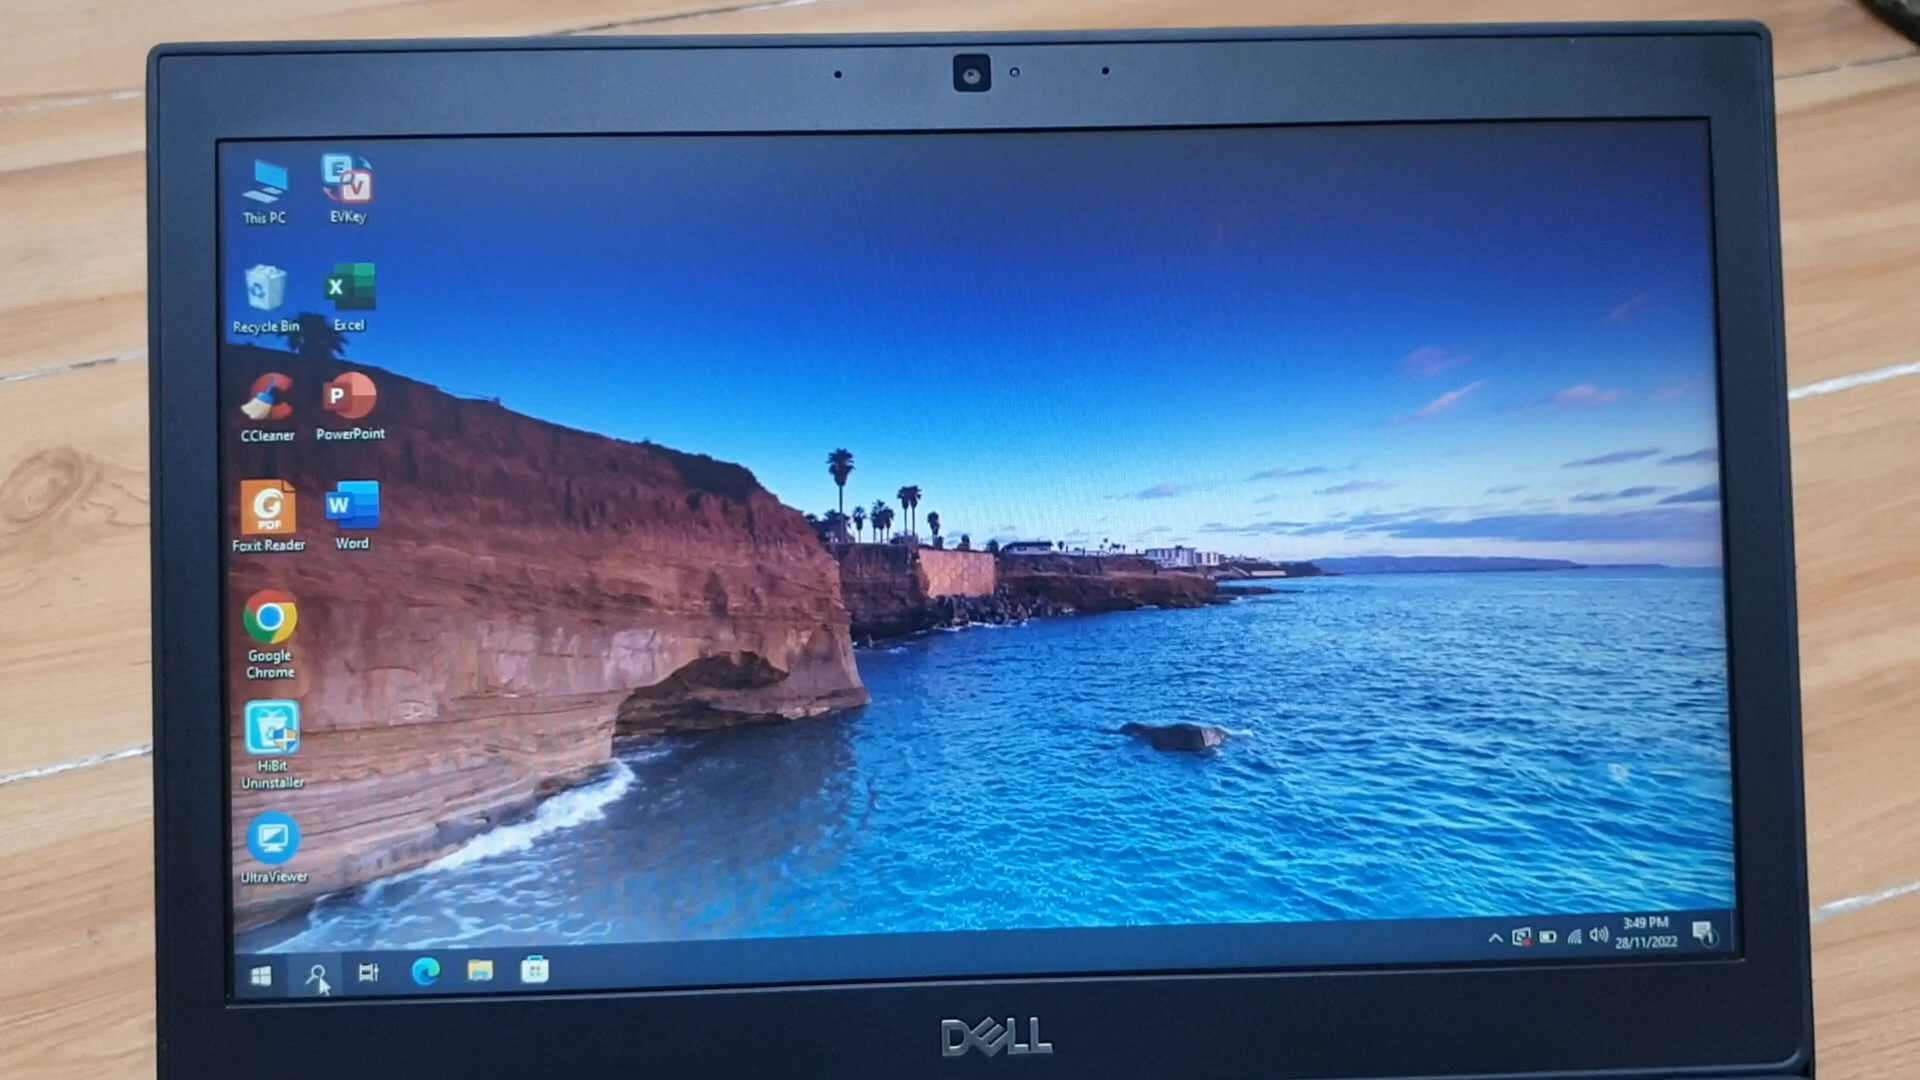 This PC
EVKey
Recycle Bin
Excel
CCleaner
PowerPoint
PDF
Foxit Reader
Word
Google
Chrome
HiBit
Uninstaller
UltraViewer
3:49 PM
28/11/2022
DELL